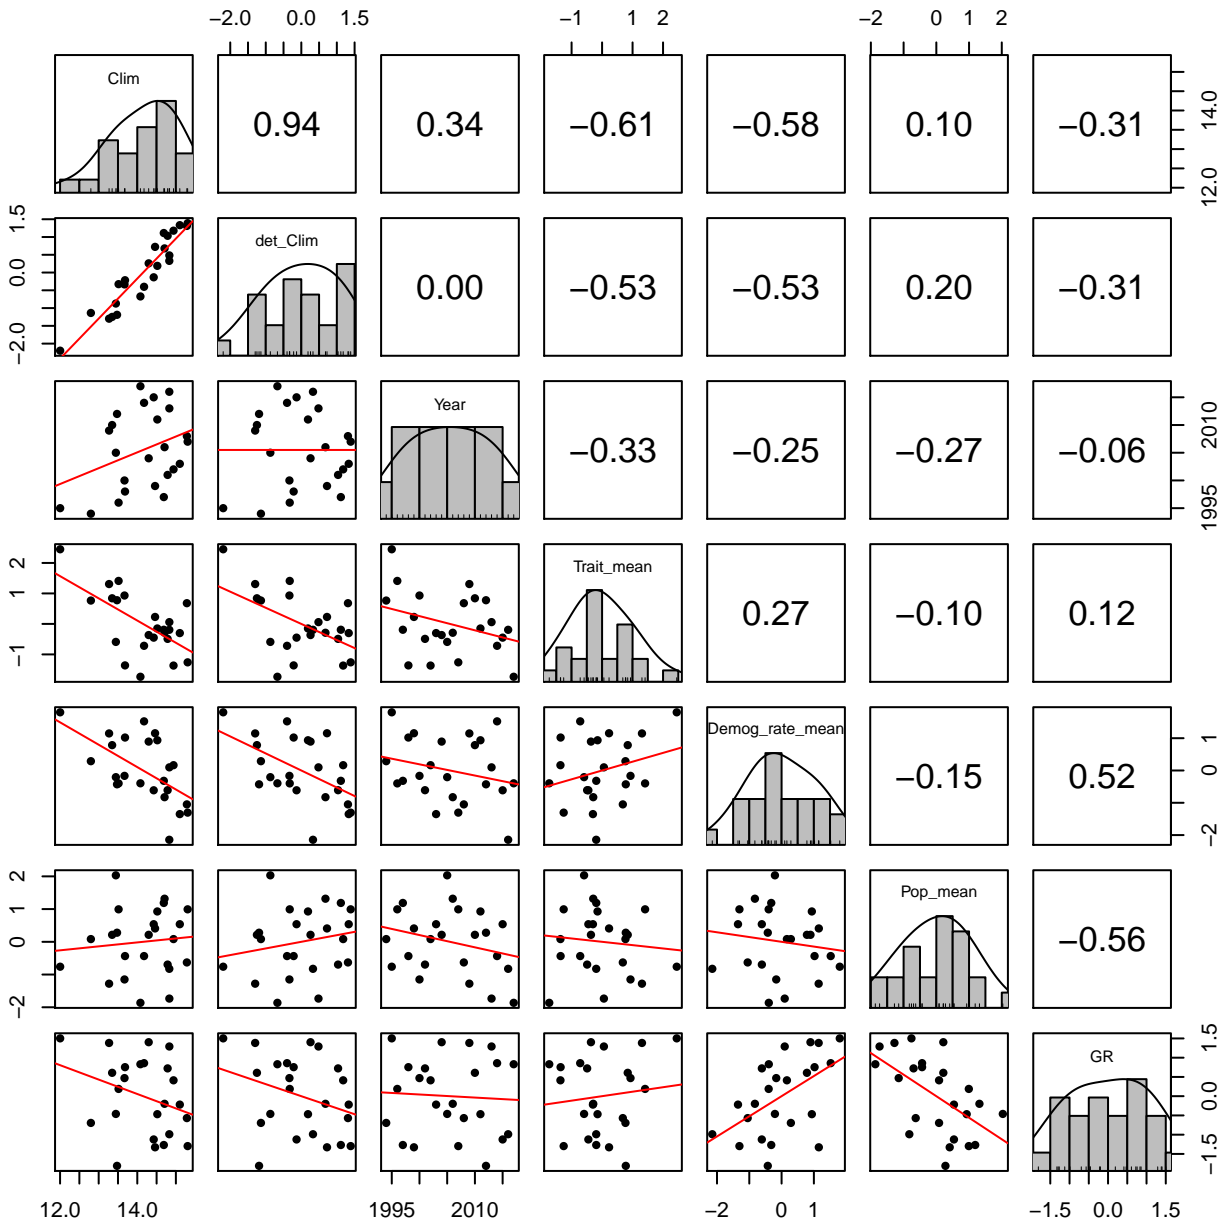 −2.0 0.0 1.5 −1 1 2 −2 0 2
Clim 0.94 0.34 −0.61 −0.58 0.10 −0.31 12.0 14.0
−2.0 0.0 1.5 det_Clim 0.00 −0.53 −0.53 0.20 −0.31
Year −0.33 −0.25 −0.27 −0.06 1995 2010
−1 1 2 Trait_mean 0.27 −0.10 0.12
Demog_rate_mean −0.15 0.52 −2 0 1
−2 0 1 2 Pop_mean −0.56
GR −1.5 0.0 1.0
12.0 14.0 1995 2010 −2 0 1 −1.5 0.0 1.5